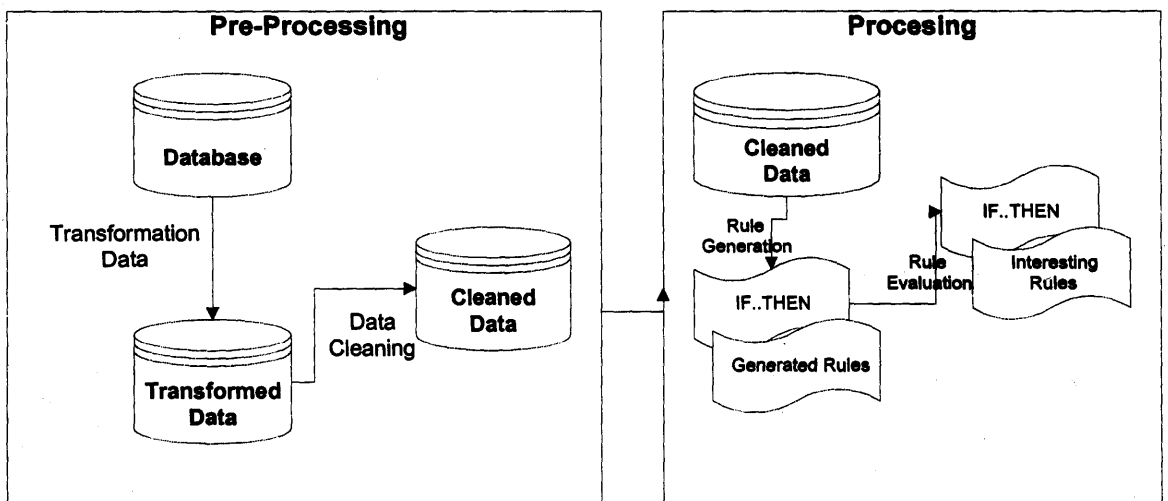 Pre-Processing
Database
Transformation
Data
Transformed
Data
Data
Cleaning
Cleaned
Data
Procesing
Cleaned
Data
Rule
Generation
IF..THEN
Generated Rules
Rule
Evaluation
IF..THEN
Interesting
Rules